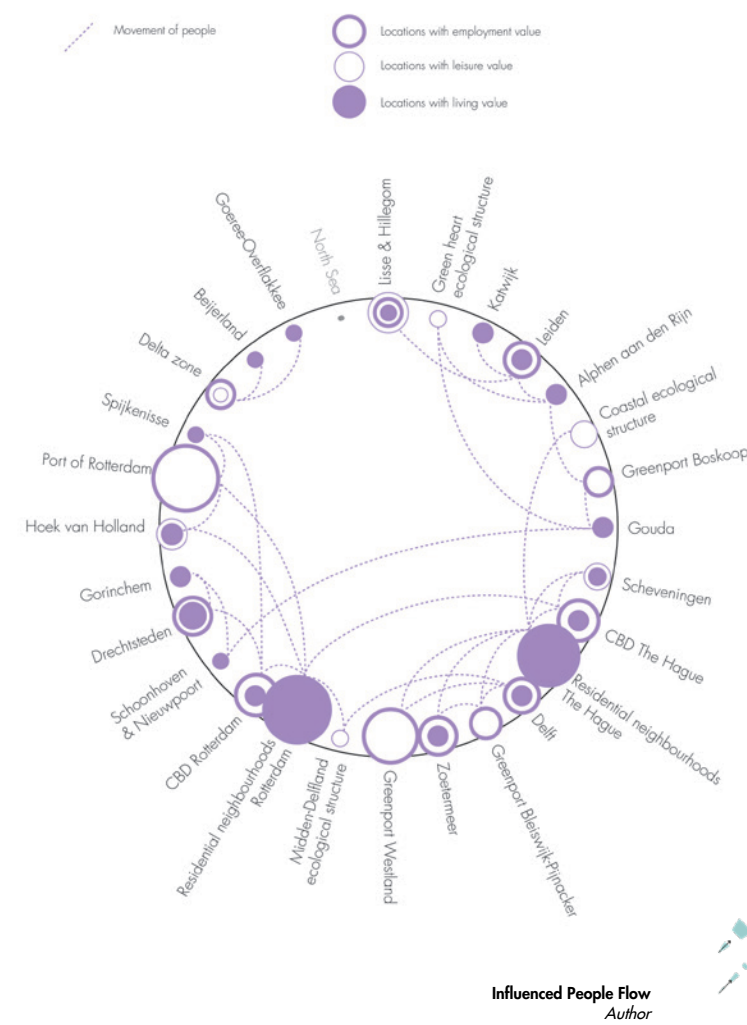 Movement of people
Locations with employment value
Locations with leisure value
Locations with living value
North Sea
Lisse & Hillegom
Green heart
ecological structure
Katwijk
Leiden
Alphen aan den Rijn
Coastal ecological
structure
Greenport Boskoop
Gouda
Scheveningen
CBD The Hague
Residential neighbourhoods
The Hague
Delft
Greenport Bleiswijk-Pijnacker
Zoetermeer
Greenport Westland
Midden-Delfland
ecological structure
Residential neighbourhoods
Rotterdam
CBD Rotterdam
Schoonhoven
& Nieuwpoort
Drechtsteden
Gorinchem
Hoek van Holland
Port of Rotterdam
Spijkenisse
Delta zone
Beijerland
Goeree-Overflakkee
Influenced People Flow
Author